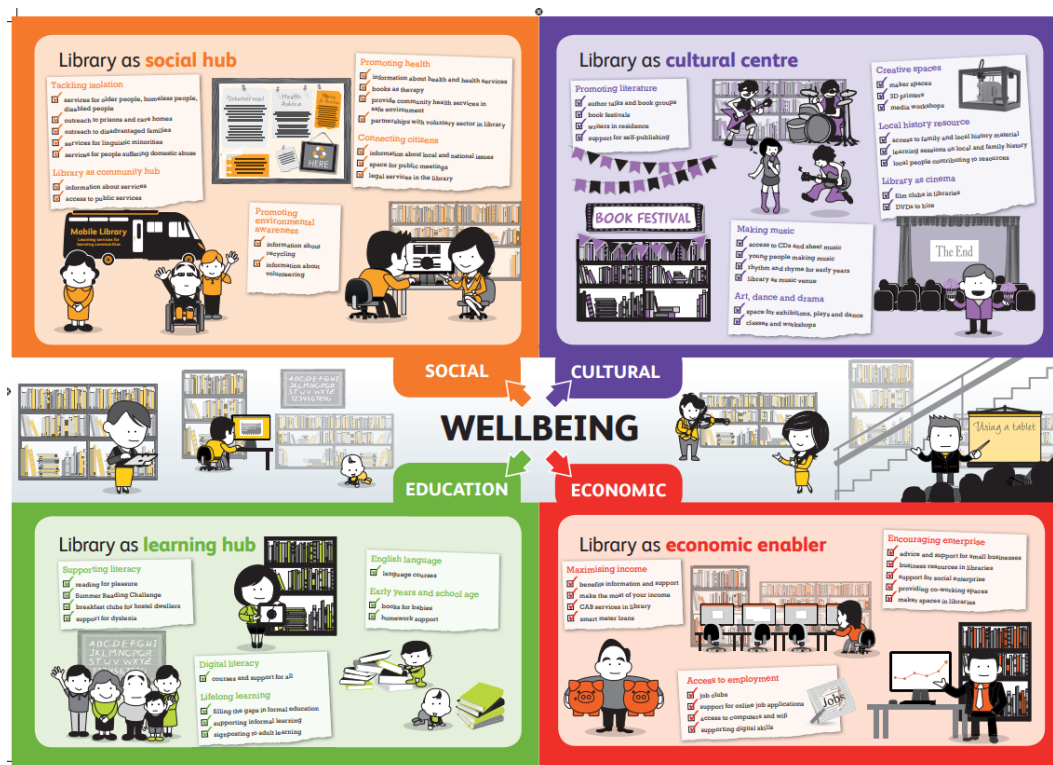 Library as social hub
Tackling isolation
services for older people, homeless people,
disabled people
outreach to prisons and care homes
outreach to disadvantaged families
services for linguistic minorities
services for people suffering domestic abuse
Library as community hub
information about services
access to public services
Health
Advice
HERE
Promoting health
information about health and health services
books as therapy
provide community health services in
safe environment
partnerships with voluntary sector in library
Connecting citizens
information about local and national issues
space for public meetings
legal services in the library
Mobile Library
Learning services for
learning communities
Promoting
environmental
awareness
information about
recycling
information about
volunteering
Library as cultural centre
Promoting literature
author talks and book groups
book festivals
writers in residence
support for self-publishing
BOOK FESTIVAL
Creative spaces
maker spaces
3D printers
media workshops
Local history resource
access to family and local history material
learning sessions on local and family history
local people contributing to resources
Library as cinema
film clubs in libraries
DVDs to hire
Making music
access to CDs and sheet music
young people making music
rhythm and rhyme for early years
library as music venue
Art, dance and drama
space for exhibitions, plays and dance
classes and workshops
The End
SOCIAL
CULTURAL
WELLBEING
EDUCATION
ECONOMIC
ABCDEFGHI
JKLMNOPQR
STUVWXYZ
1234567890
Using a tablet
Library as learning hub
Supporting literacy
reading for pleasure
Summer Reading Challenge
breakfast clubs for hostel dwellers
support for dyslexia
English language
language courses
Early years and school age
books for babies
homework support
ABCDEFGHI
JKLMNOPQR
STUVWXYZ
Digital literacy
courses and support for all
Lifelong learning
filling the gaps in formal education
supporting informal learning
signposting to adult learning
Library as economic enabler
Maximising income
benefits information and support
make the most of your income
CAB services in library
smart meter loans
Encouraging enterprise
advice and support for small businesses
business resources in libraries
support for social enterprise
providing co-working spaces
maker spaces in libraries
Access to employment
job clubs
support for online job applications
access to computers and wifi
supporting digital skills
Jobs